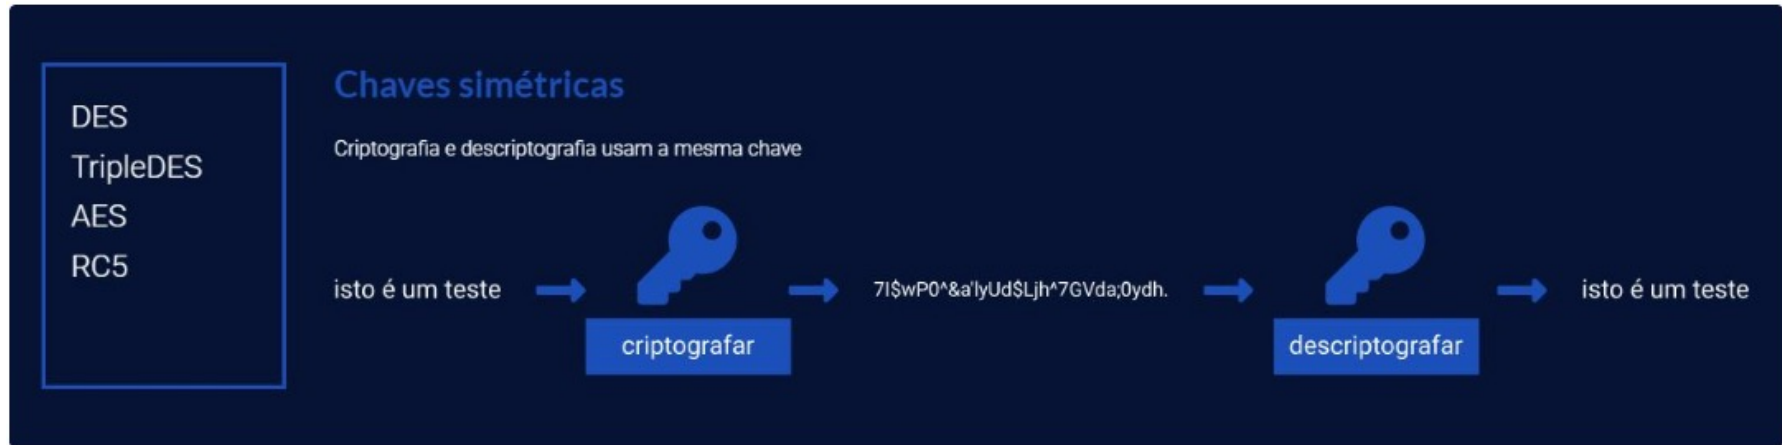 DES
TripleDES
AES
RC5
Chaves simétricas
Criptografia e descriptografia usam a mesma chave
isto é um teste
criptografar
7I$wP0^&a'lyUd$Ljh^7GVda;0ydh.
descriptografar
isto é um teste